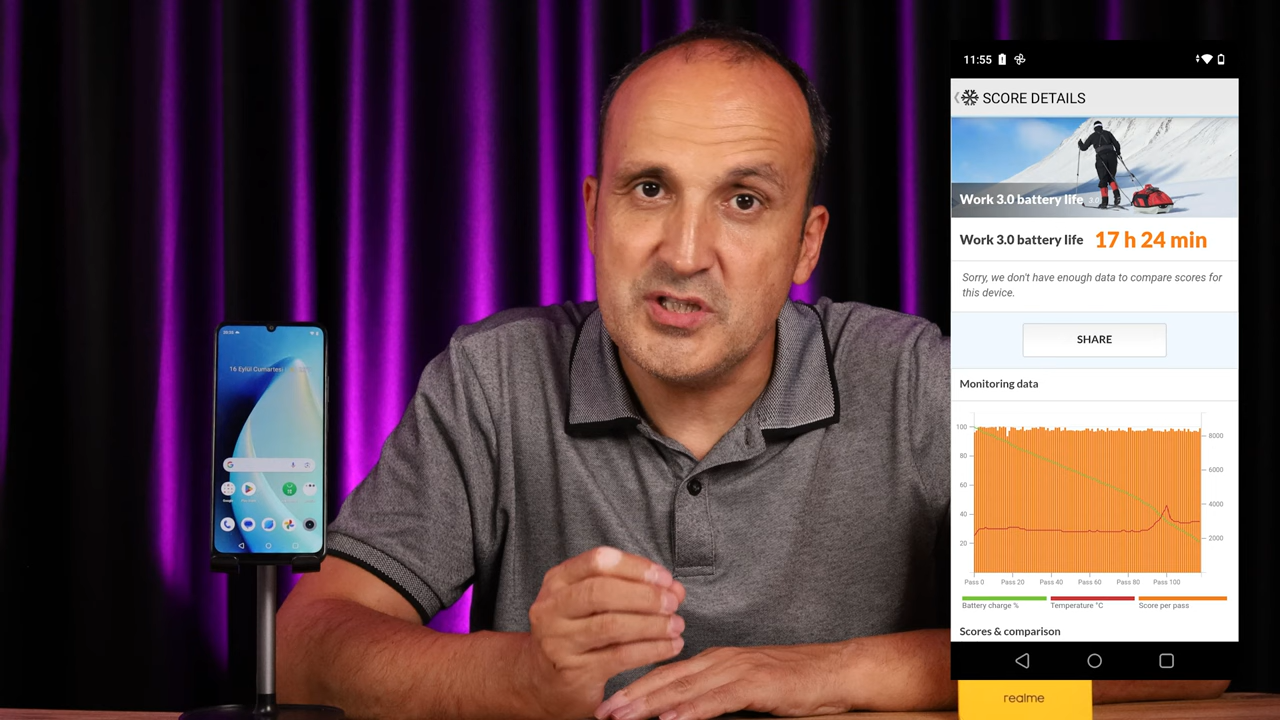 16 Eylül Cumartesi
11:55
SCORE DETAILS
Work 3.0 battery life
Work 3.0 battery life 17 h 24 min
Sorry, we don't have enough data to compare scores for
this device.
SHARE
Monitoring data
100
80
60
40
20
8000
6000
4000
2000
Pass 0 Pass 20 Pass 40 Pass 60 Pass 80 Pass 100
Battery charge % Temperature °C Score per pass
Scores & comparison
realme